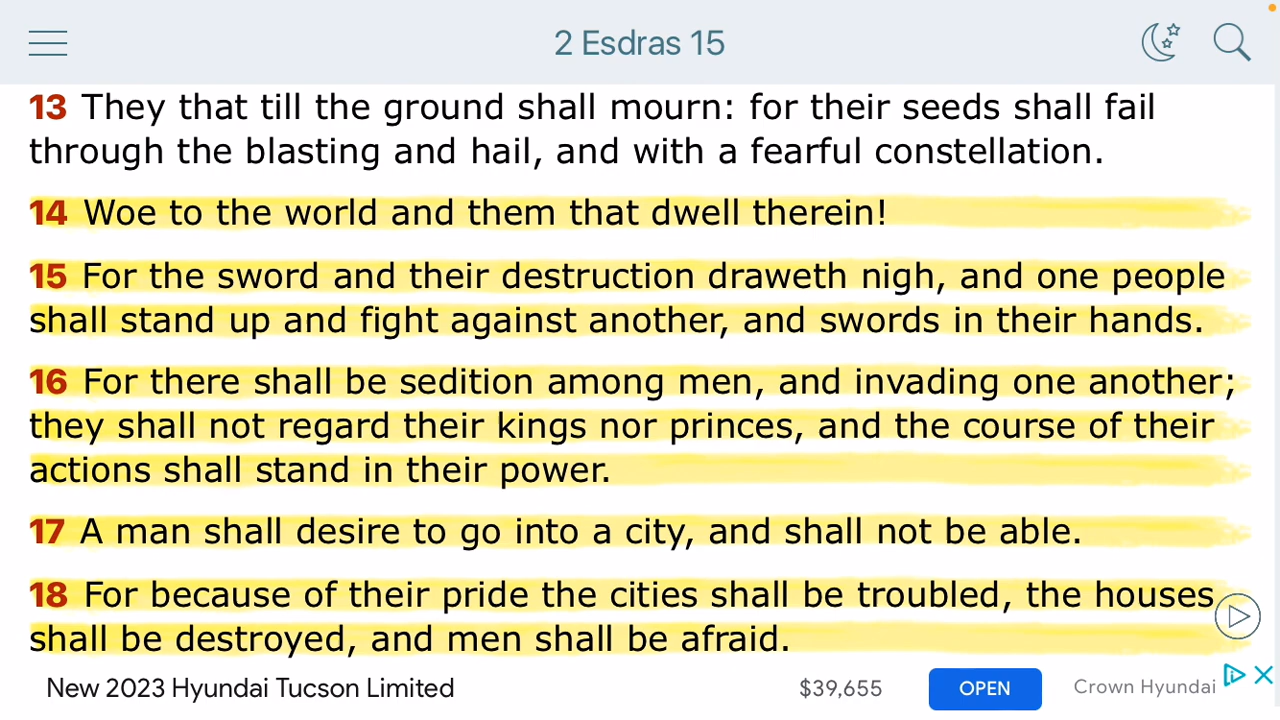 2 Esdras 15
13 They that till the ground shall mourn: for their seeds shall fail
through the blasting and hail, and with a fearful constellation.
14 Woe to the world and them that dwell therein!
15 For the sword and their destruction draweth nigh, and one people
shall stand up and fight against another, and swords in their hands.
16 For there shall be sedition among men, and invading one another;
they shall not regard their kings nor princes, and the course of their
actions shall stand in their power.
17 A man shall desire to go into a city, and shall not be able.
18 For because of their pride the cities shall be troubled, the houses
shall be destroyed, and men shall be afraid.
New 2023 Hyundai Tucson Limited $39,655 OPEN Crown Hyundai